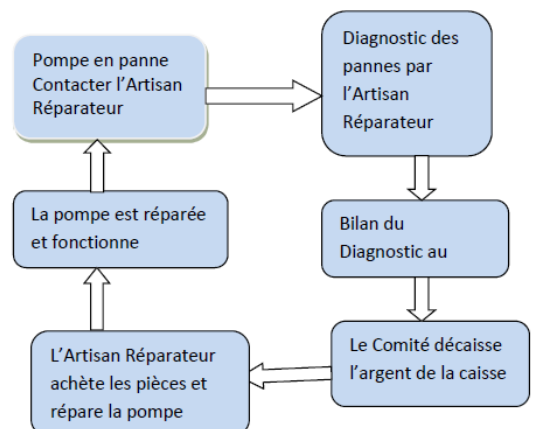 Pompe en panne
Contacter l'Artisan
Réparateur
Diagnostic des
pannes par
l'Artisan
Réparateur
Bilan du
Diagnostic au
Le Comité décaisse
l'argent de la caisse
L'Artisan Réparateur
achète les pièces et
répare la pompe
La pompe est réparée
et fonctionne